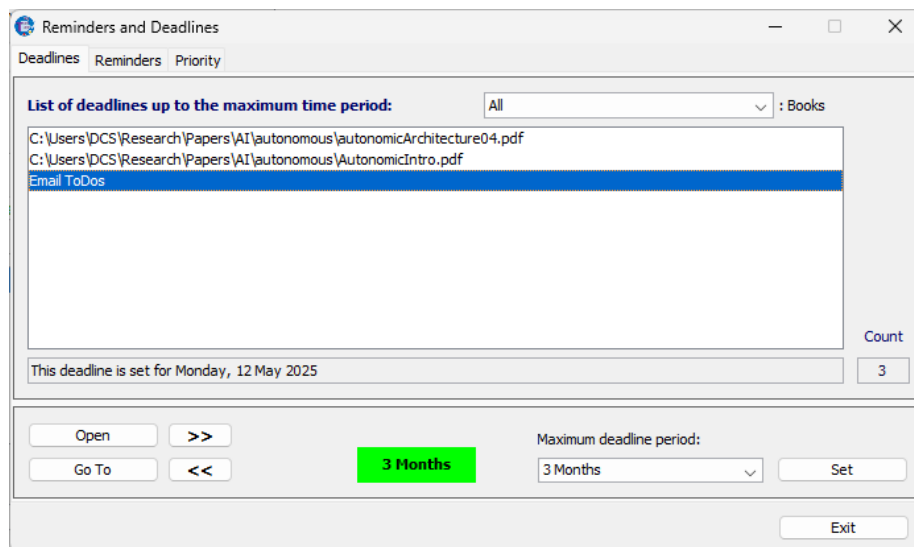 Reminders and Deadlines
Deadlines Reminders Priority
List of deadlines up to the maximum time period: All : Books
C:\Users\DCS\Research\Papers\AI\autonomous\autonomicArchitecture04.pdf
C:\Users\DCS\Research\Papers\AI\autonomous\AutonomicIntro.pdf
Email ToDos
Count
This deadline is set for Monday, 12 May 2025 3
Open >> Maximum deadline period:
Go To << 3 Months 3 Months Set
Exit